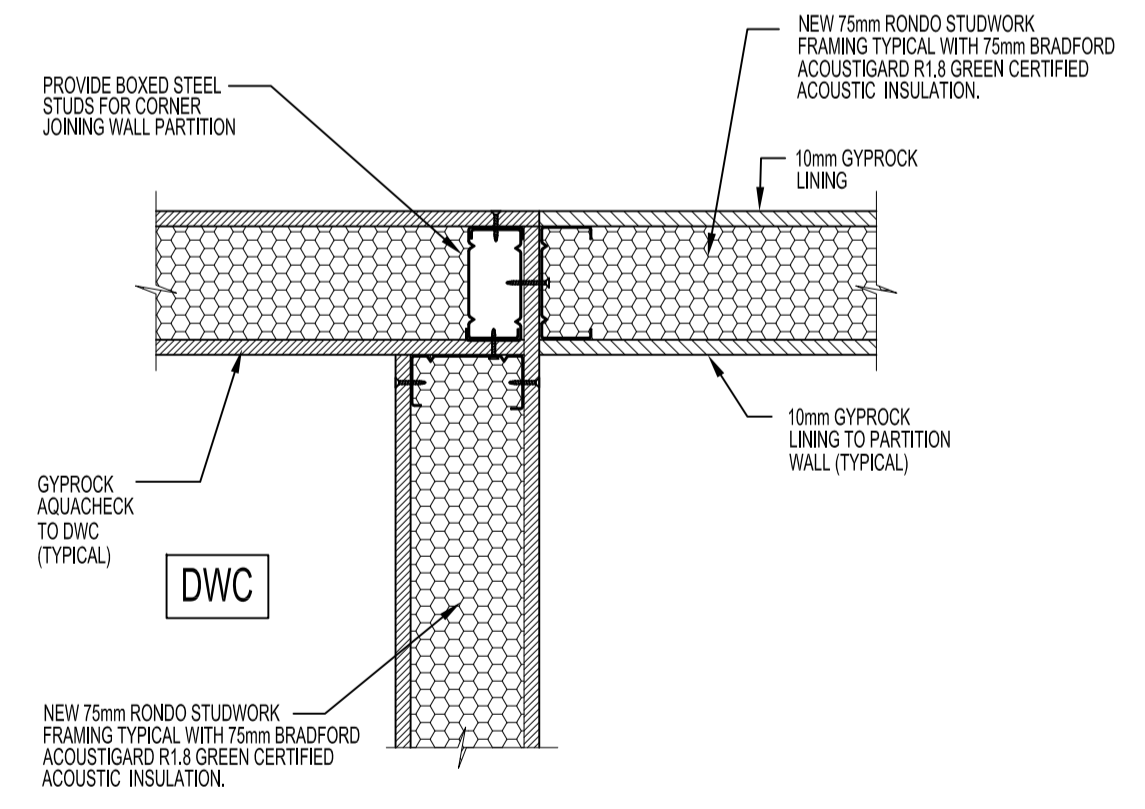 NEW 75mm RONDO STUDWORK
FRAMING TYPICAL WITH 75mm BRADFORD
ACOUSTIGARD R1.8 GREEN CERTIFIED
ACOUSTIC INSULATION.
PROVIDE BOXED STEEL
STUDS FOR CORNER
JOINING WALL PARTITION
10mm GYPROCK
LINING
10mm GYPROCK
LINING TO PARTITION
WALL (TYPICAL)
GYPROCK
AQUACHECK
TO DWC
(TYPICAL)
DWC
NEW 75mm RONDO STUDWORK
FRAMING TYPICAL WITH 75mm BRADFORD
ACOUSTIGARD R1.8 GREEN CERTIFIED
ACOUSTIC INSULATION.